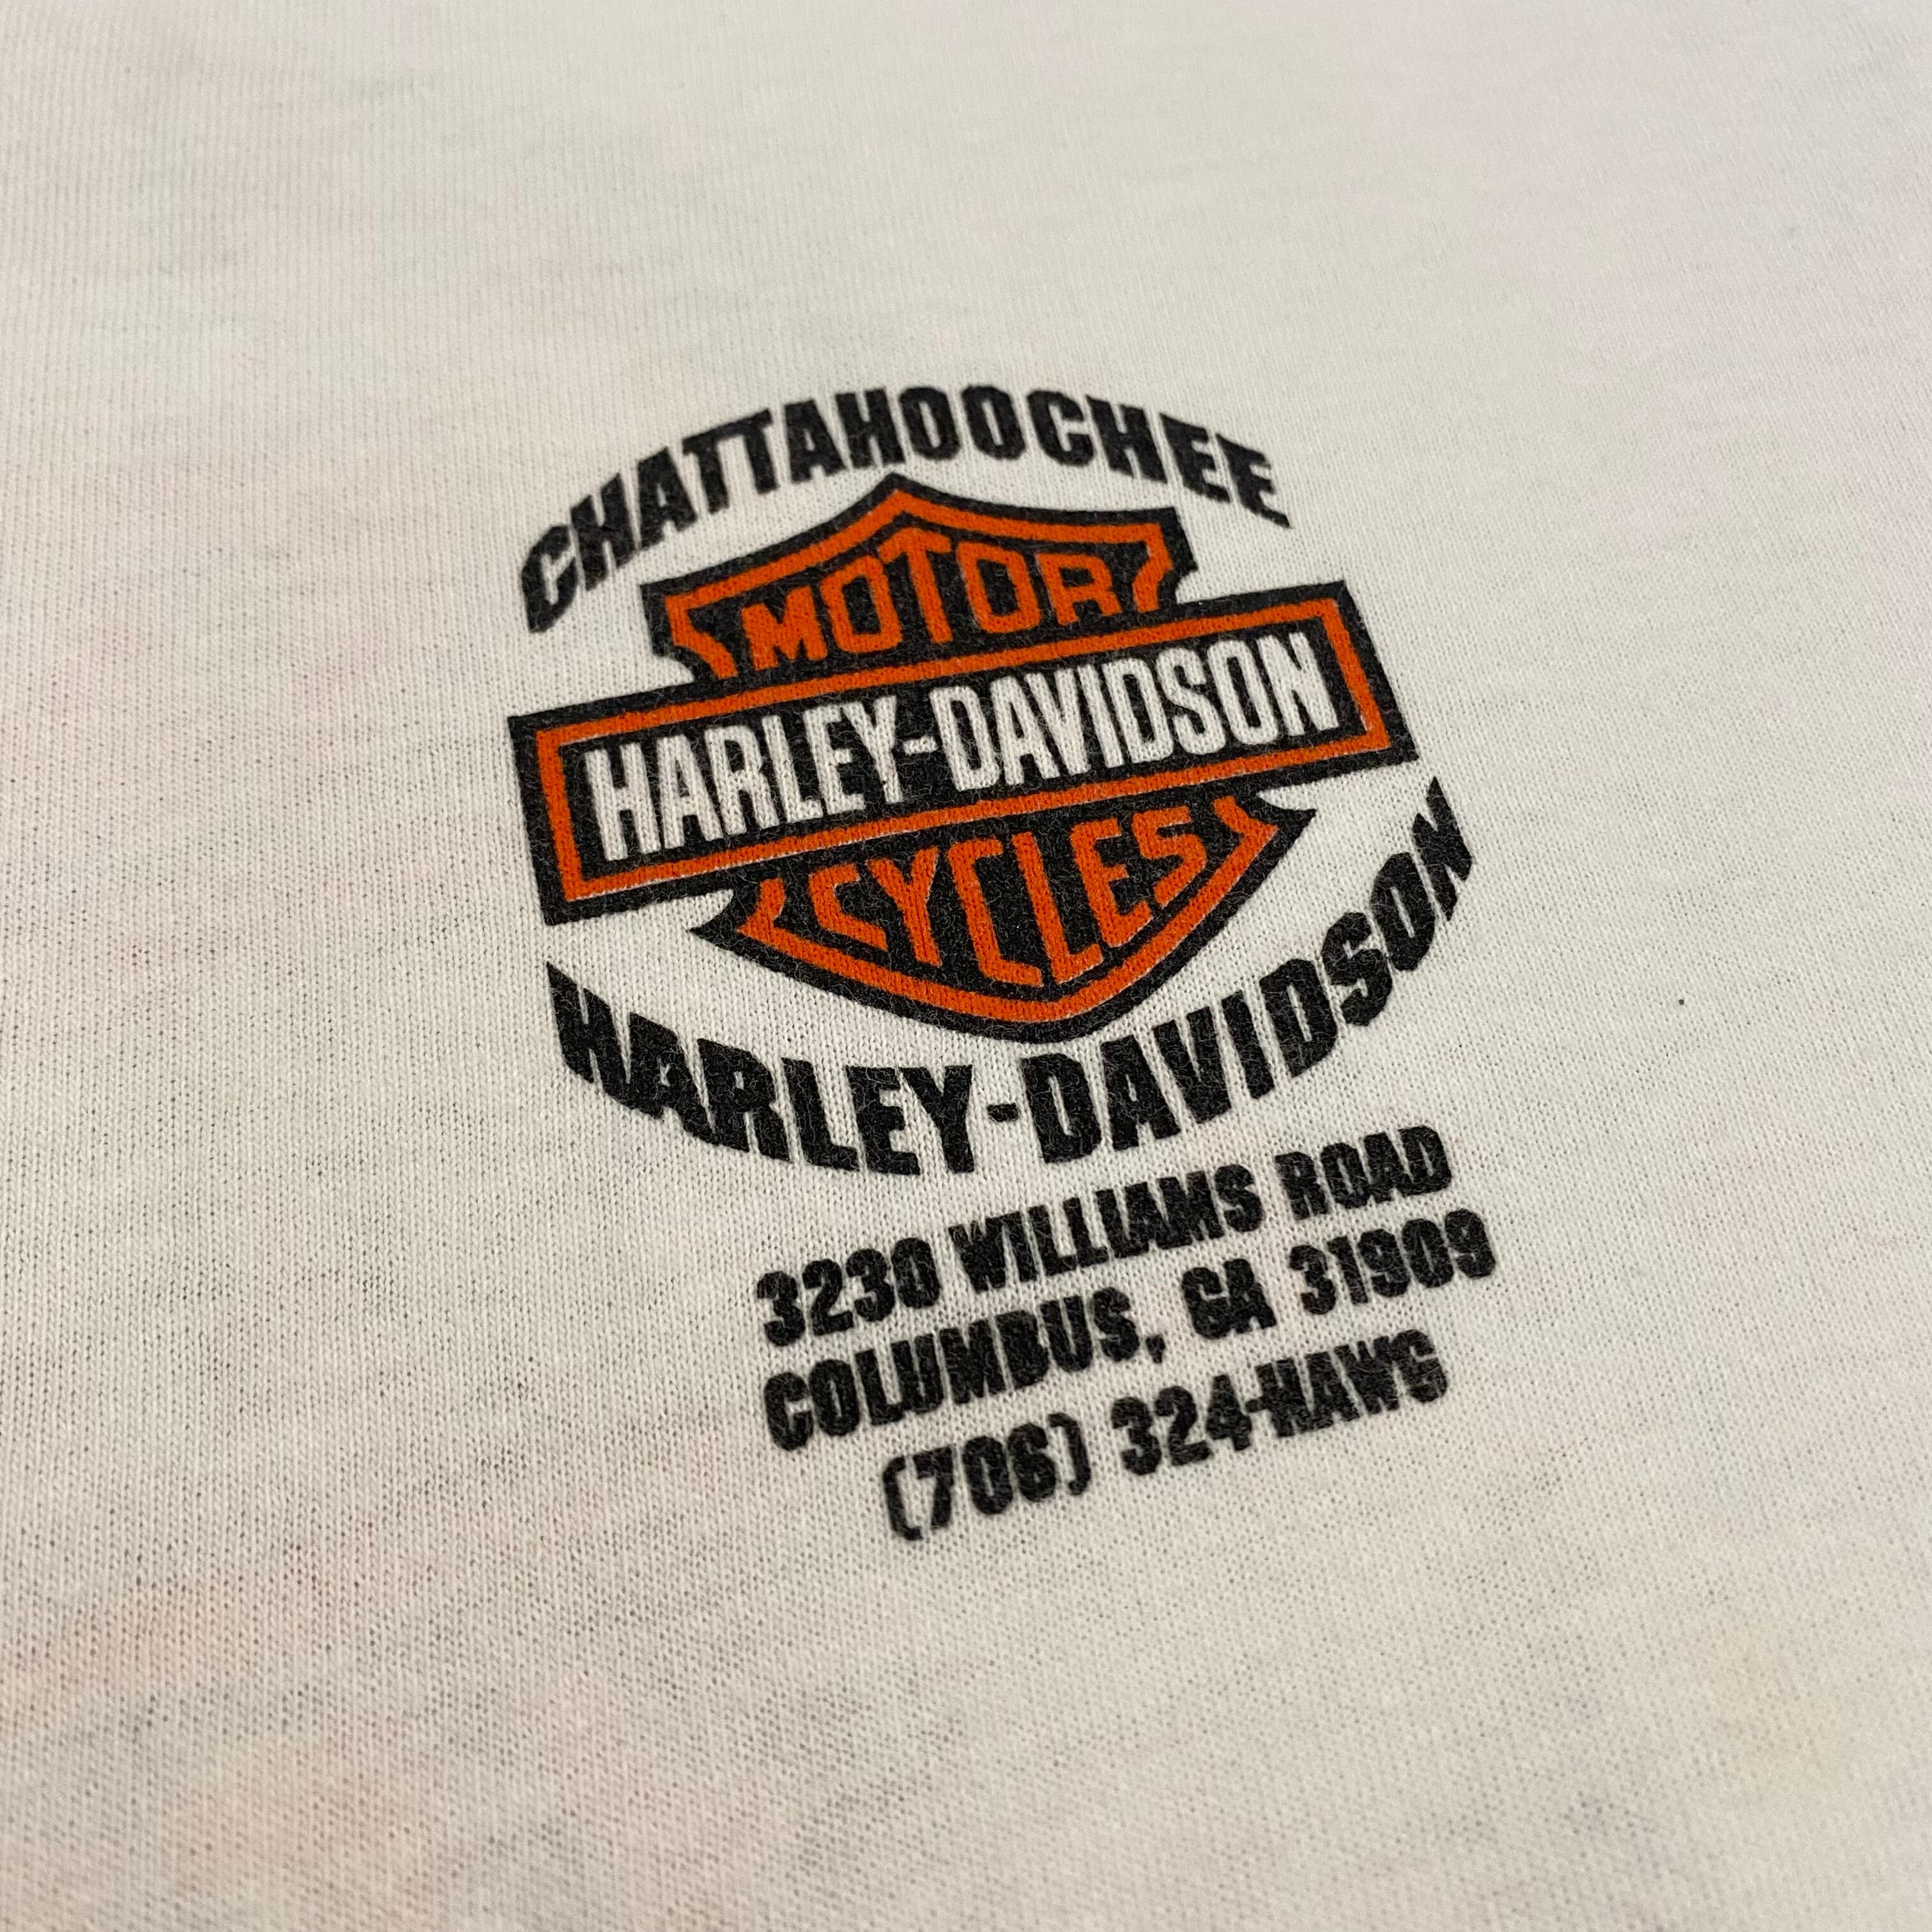 CHATTAHOOCHEE
MOTOR
HARLEY-DAVIDSON
CYCLES
HARLEY-DAVIDSON
3230 WILLIAMS ROAD
COLUMBUS, GA 31909
(706) 324-HAWG